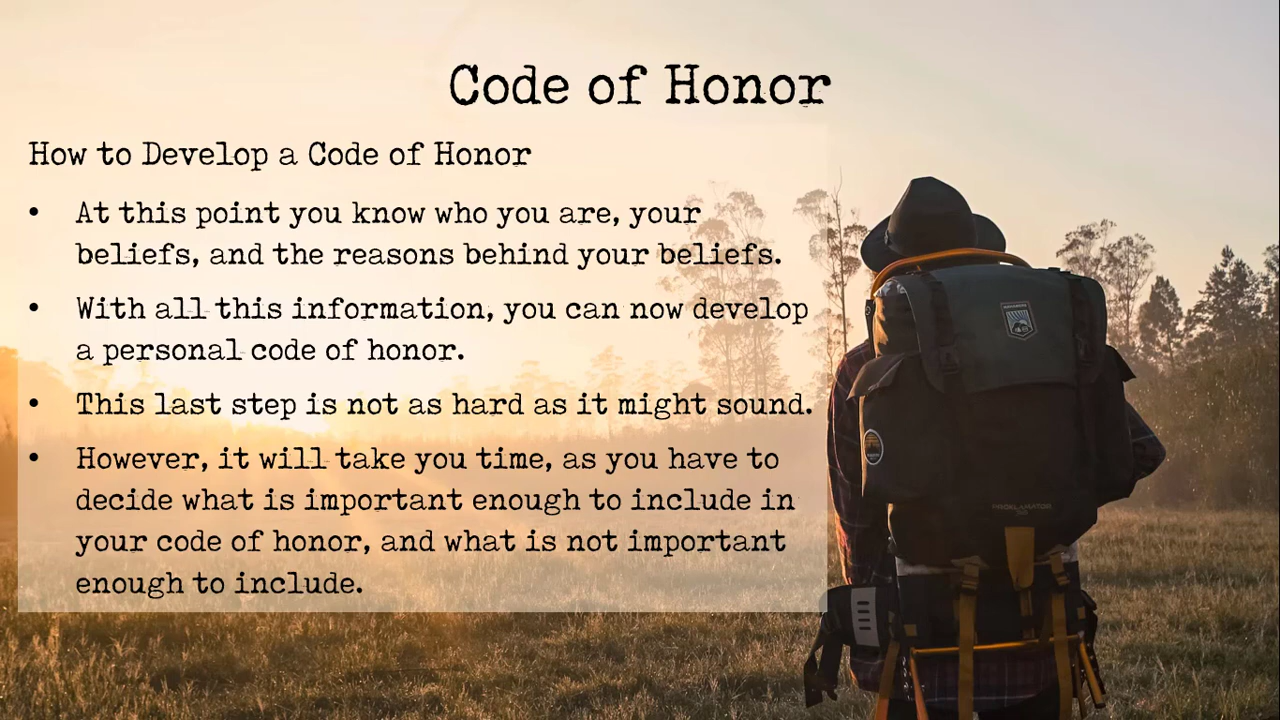 Code of Honor
How to Develop a Code of Honor
• At this point you know who you are, your
beliefs, and the reasons behind your beliefs.
• With all this information, you can now develop
a personal code of honor.
• This last step is not as hard as it might sound.
• However, it will take you time, as you have to
decide what is important enough to include in
your code of honor, and what is not important
enough to include.